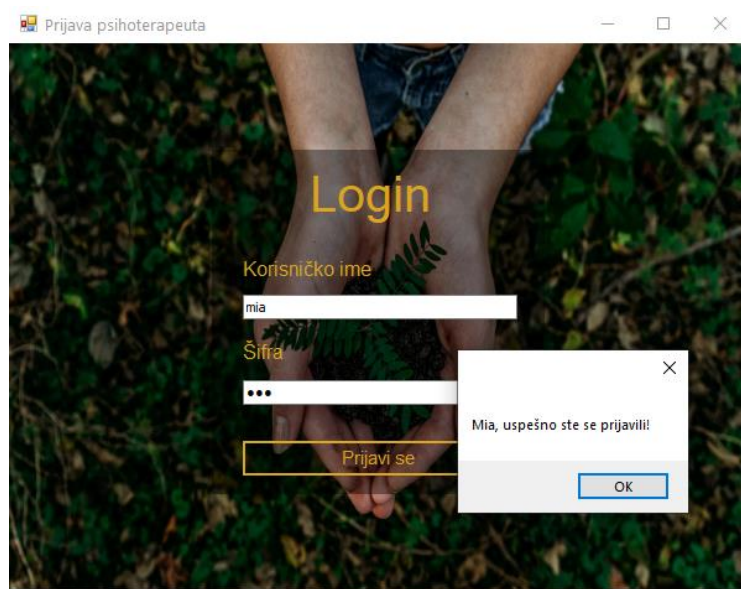 Prijava psihoterapeuta
Login
Korisničko ime
mia
Šifra
●●●
Prijavi se
Mia, uspešno ste se prijavili!
OK